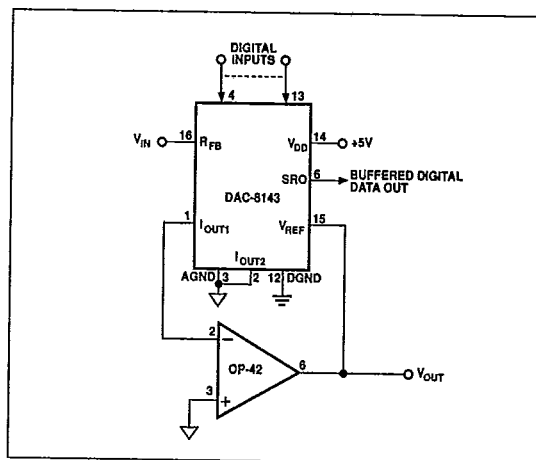 DIGITAL
INPUTS
4
13
VIN
16
RFB
VDD
14
+5V
SRO
6
BUFFERED DIGITAL
DATA OUT
DAC-8143
1
IOUT1
VREF
15
IOUT2
AGND
3
2
12
DGND
2
−
OP-42
6
VOUT
3
+